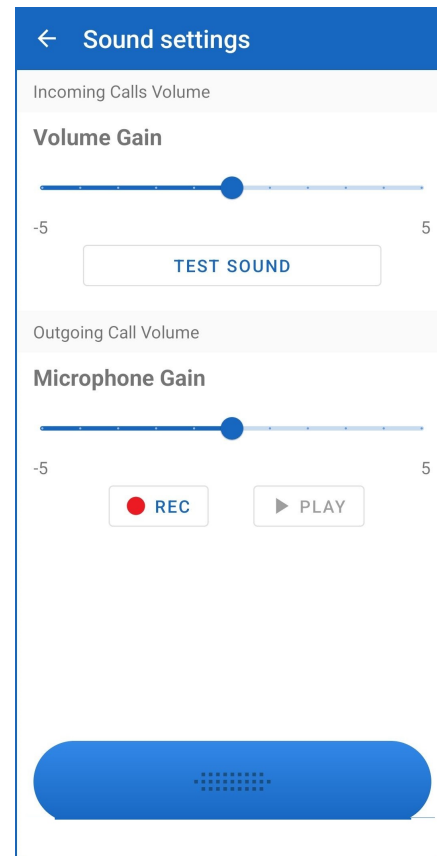 Sound settings
Incoming Calls Volume
Volume Gain
-5 5
TEST SOUND
Outgoing Call Volume
Microphone Gain
-5 5
REC PLAY